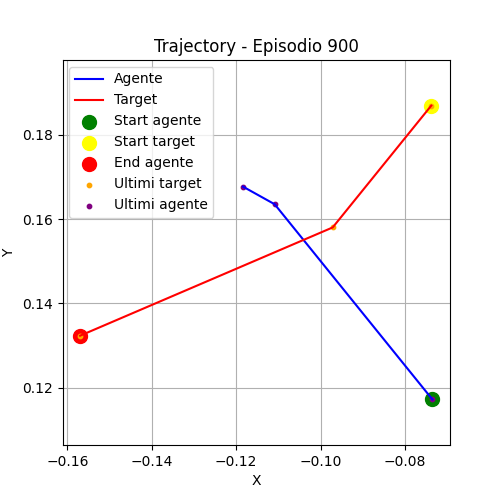 Trajectory - Episodio 900
Agente
Target
Start agente
Start target
End agente
Ultimi target
Ultimi agente
0.18
0.16
0.14
0.12
Y
−0.16
−0.14
−0.12
−0.10
−0.08
X